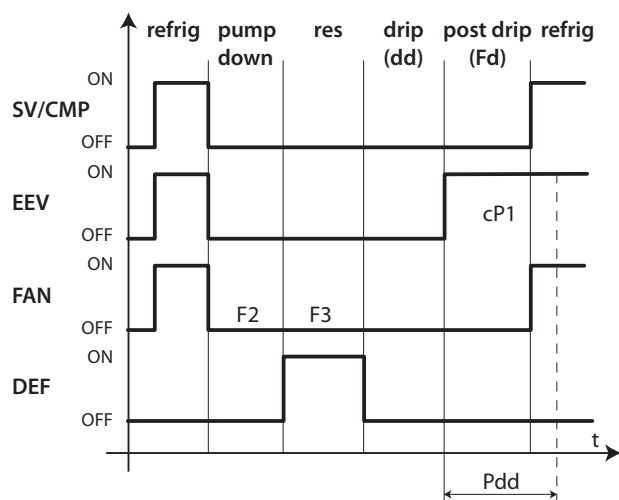 refrig pump down res drip (dd) post drip (Fd) refrig
ON
SV/CMP
OFF
ON
EEV
cP1
OFF
ON
FAN
F2 F3
OFF
ON
DEF
OFF
t
Pdd